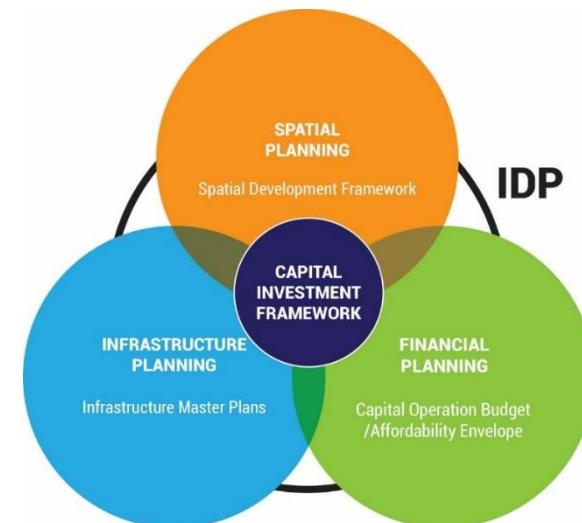 SPATIAL
PLANNING
Spatial Development Framework
IDP
CAPITAL
INVESTMENT
FRAMEWORK
INFRASTRUCTURE
PLANNING
Infrastructure Master Plans
FINANCIAL
PLANNING
Capital Operation Budget
/Affordability Envelope